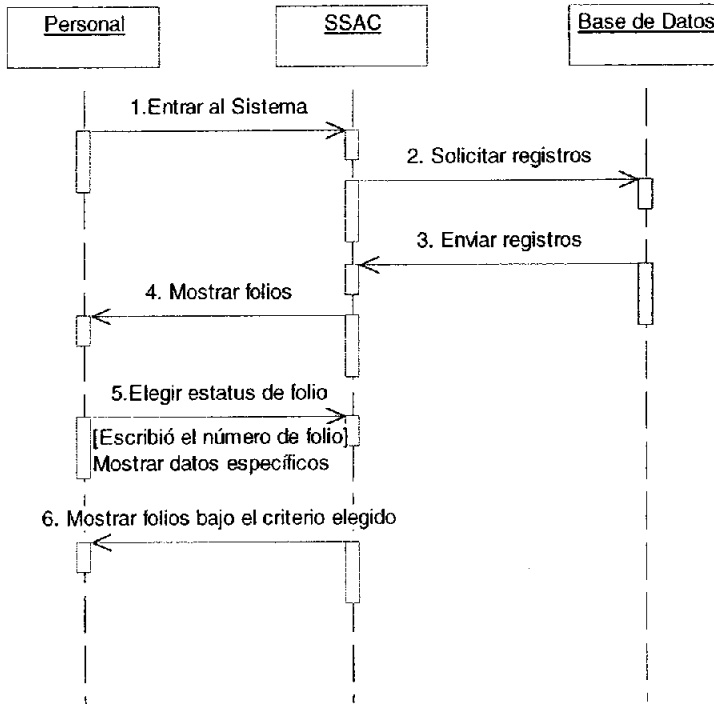 Personal
SSAC
Base de Datos
1.Entrar al Sistema
2. Solicitar registros
3. Enviar registros
4. Mostrar folios
5.Elegir estatus de folio
[Escribió el número de folio]
Mostrar datos específicos
6. Mostrar folios bajo el criterio elegido